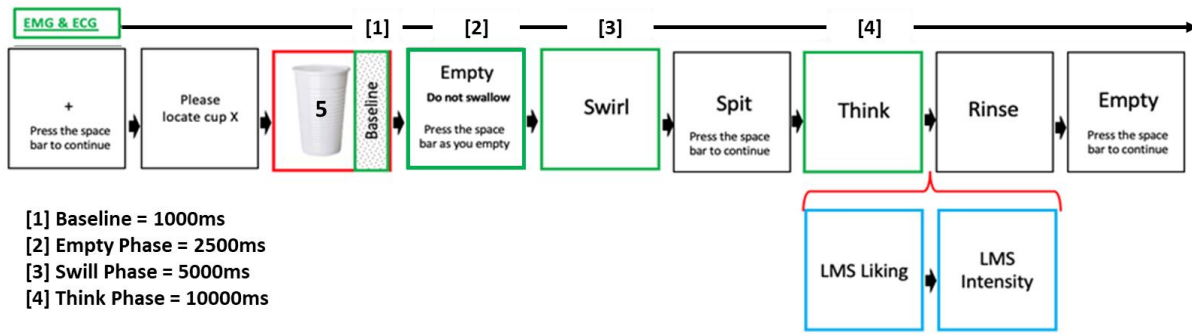 EMG & ECG
[1]
[2]
[3]
[4]
+
Press the space
bar to continue
Please
locate cup X
5
Baseline
Empty
Do not swallow
Press the space
bar as you empty
Swirl
Spit
Press the space
bar to continue
Think
Rinse
Empty
Press the space
bar to continue
LMS Liking
LMS
Intensity
[1] Baseline = 1000ms
[2] Empty Phase = 2500ms
[3] Swill Phase = 5000ms
[4] Think Phase = 10000ms